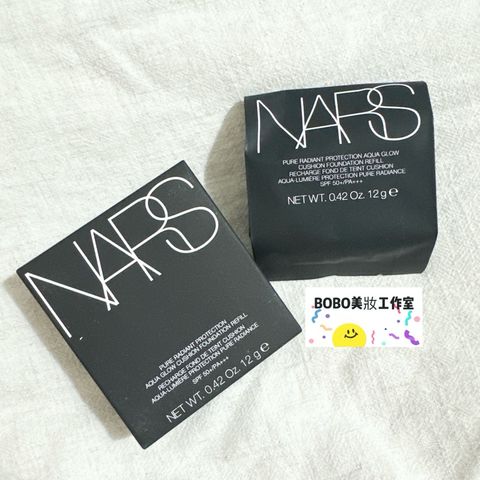 NARS
PURE RADIANT PROTECTION
AQUA GLOW CUSHION FOUNDATION REFILL
RECHARGE FOND DE TEINT CUSHION
AQUA-LUMIÈRE PROTECTION PURE RADIANCE
SPF 50+/PA+++
NET WT. 0.42 Oz. 12 g e
NARS
PURE RADIANT PROTECTION AQUA GLOW
CUSHION FOUNDATION REFILL
RECHARGE FOND DE TEINT CUSHION
AQUA-LUMIÈRE PROTECTION PURE RADIANCE
SPF 50+/PA+++
NET WT. 0.42 Oz. 12 g e
BOBO美妝工作室